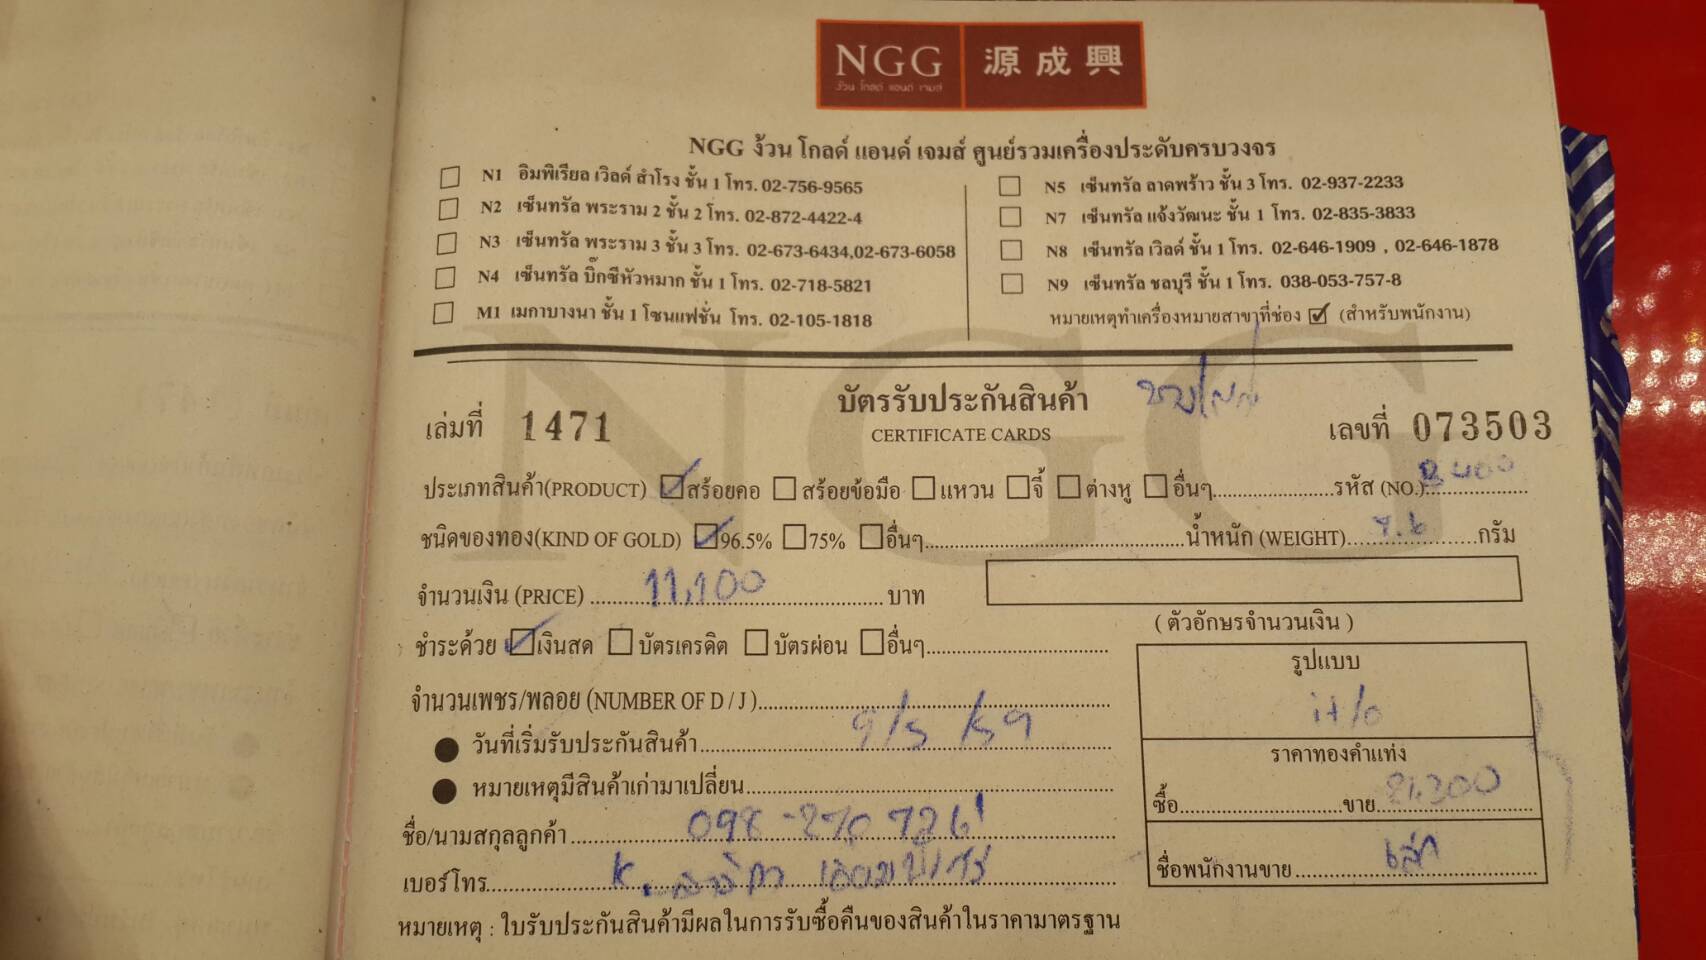 NGG 源成興
ง้วน โกลด์ แอนด์ เจมส์
NGG ง้วน โกลด์ แอนด์ เจมส์ ศูนย์รวมเครื่องประดับครบวงจร
N1 อิมพิเรียล เวิลด์ สำโรง ชั้น 1 โทร. 02-756-9565
N2 เซ็นทรัล พระราม 2 ชั้น 2 โทร. 02-872-4422-4
N3 เซ็นทรัล พระราม 3 ชั้น 3 โทร. 02-673-6434,02-673-6058
N4 เซ็นทรัล บิ๊กซีหัวหมาก ชั้น 1 โทร. 02-718-5821
M1 เมกาบางนา ชั้น 1 โซนแฟชั่น โทร. 02-105-1818
N5 เซ็นทรัล ลาดพร้าว ชั้น 3 โทร. 02-937-2233
N7 เซ็นทรัล แจ้งวัฒนะ ชั้น 1 โทร. 02-835-3833
N8 เซ็นทรัล เวิลด์ ชั้น 1 โทร. 02-646-1909 , 02-646-1878
N9 เซ็นทรัล ชลบุรี ชั้น 1 โทร. 038-053-757-8
หมายเหตุทำเครื่องหมายสาขาที่ช่อง ☑ (สำหรับพนักงาน)
เล่มที่ 1471 บัตรรับประกันสินค้า เลขที่ 073503
CERTIFICATE CARDS
ประเภทสินค้า(PRODUCT) ☑สร้อยคอ ☐สร้อยข้อมือ ☐แหวน ☐จี้ ☐ต่างหู ☐อื่นๆ รหัส (NO.)
ชนิดของทอง(KIND OF GOLD) ☑96.5% ☐75% ☐อื่นๆ น้ำหนัก (WEIGHT) 7.6 กรัม
จำนวนเงิน (PRICE) 11,100 บาท
(ตัวอักษรจำนวนเงิน)
ชำระด้วย ☑เงินสด ☐บัตรเครดิต ☐บัตรผ่อน ☐อื่นๆ
จำนวนเพชร/พลอย (NUMBER OF D / J )
● วันที่เริ่มรับประกันสินค้า 9/5/59
● หมายเหตุมีสินค้าเก่ามาเปลี่ยน
ชื่อ/นามสกุลลูกค้า
เบอร์โทร K.
รูปแบบ
ราคาทองคำแท่ง
ซื้อ ขาย 21,300
ชื่อพนักงานขาย เล็ก
หมายเหตุ : ใบรับประกันสินค้ามีผลในการรับซื้อคืนของสินค้าในราคามาตรฐาน